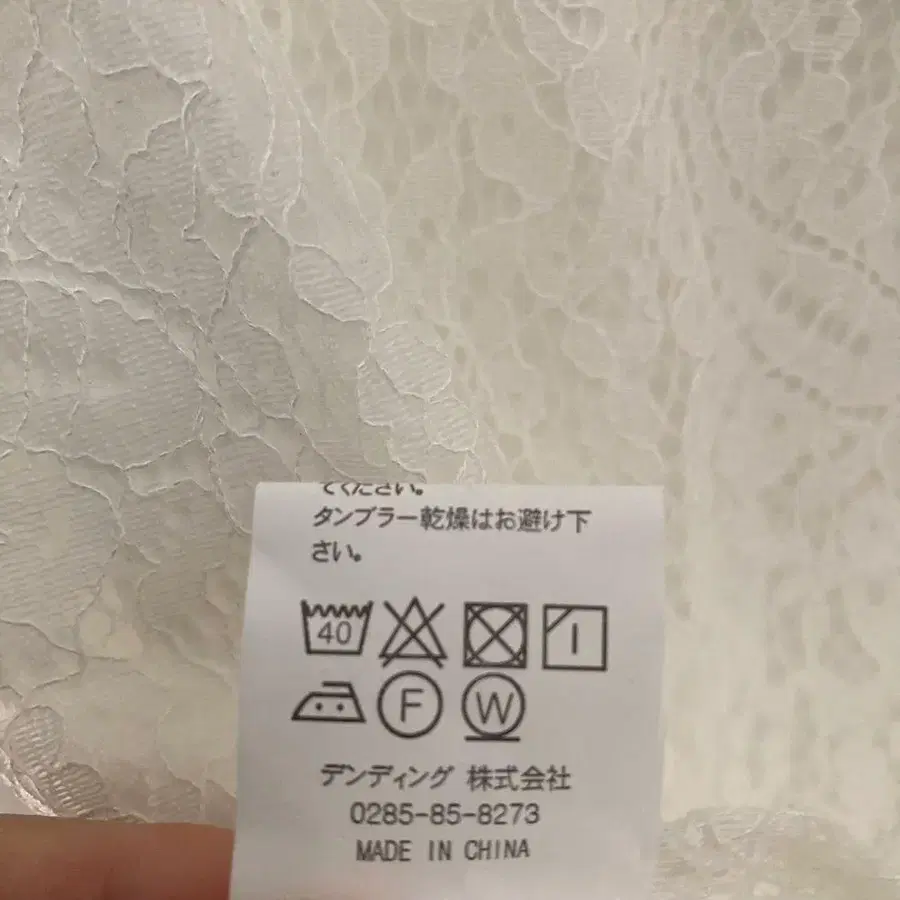 てください。
タンブラー乾燥はお避け下
さい。
40
F W
デンディング 株式会社
0285-85-8273
MADE IN CHINA